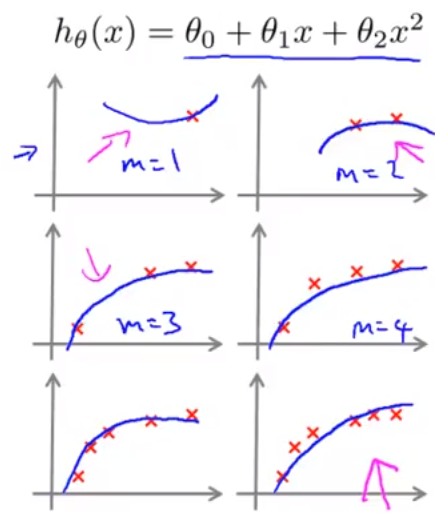 hθ(x) = θ0 + θ1x + θ2x²
m=1
m=2
m=3
m=4